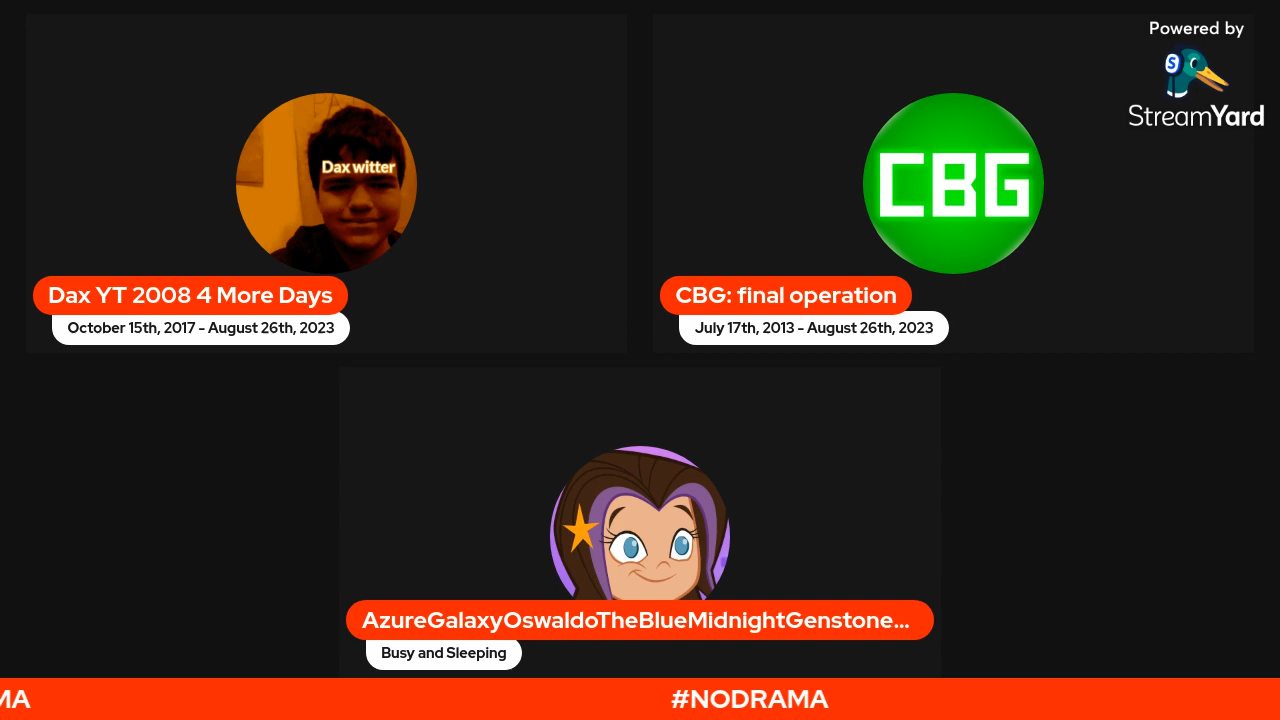 Powered by
StreamYard
Dax witter
CBG
Dax YT 2008 4 More Days
October 15th, 2017 - August 26th, 2023
CBG: final operation
July 17th, 2013 - August 26th, 2023
AzureGalaxyOswaldoTheBlueMidnightGenstone...
Busy and Sleeping
MA
#NODRAMA